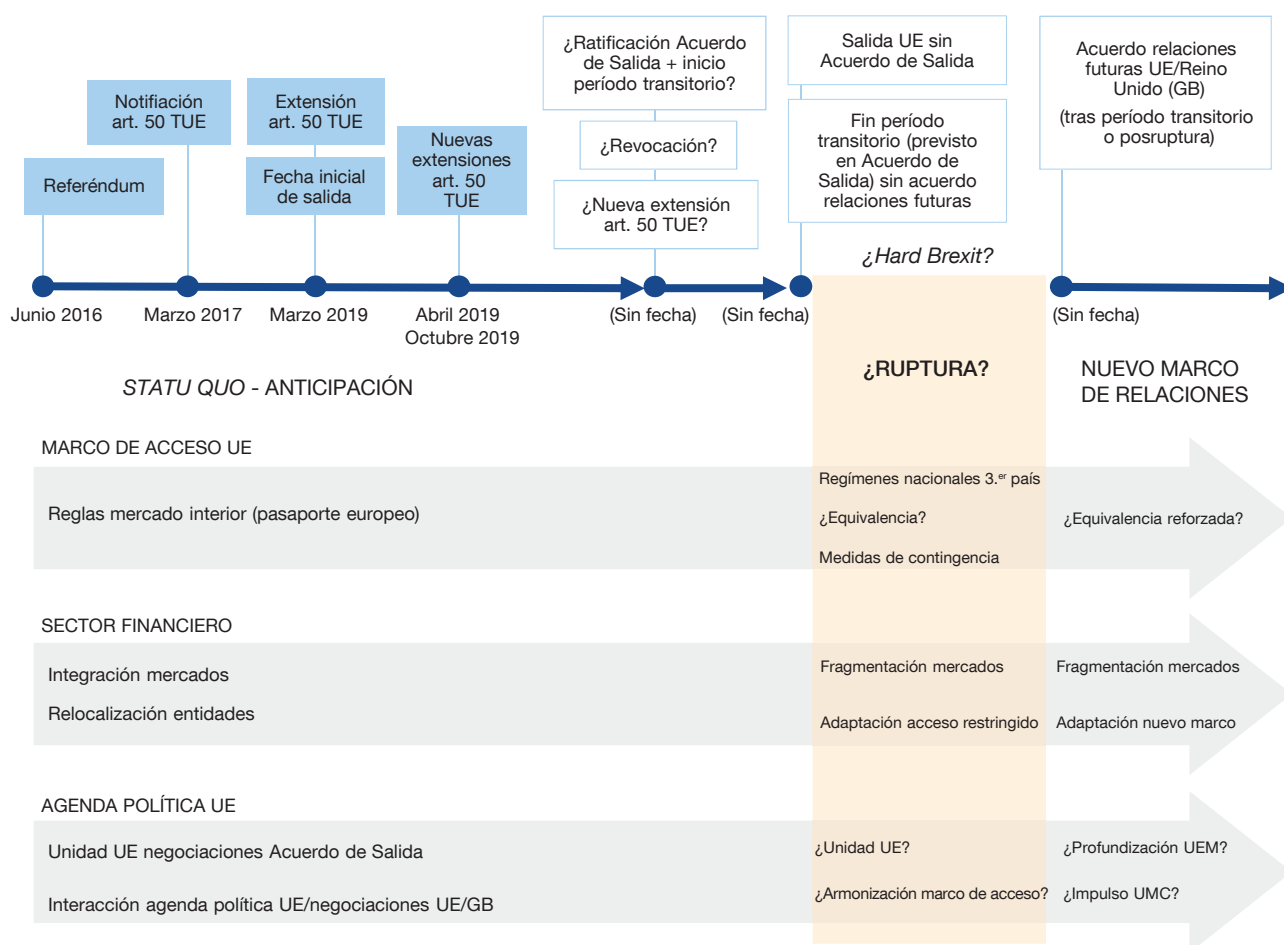 ¿Ratificación Acuerdo
de Salida + inicio
período transitorio?
Salida UE sin
Acuerdo de Salida
Acuerdo relaciones
futuras UE/Reino
Unido (GB)
(tras período transitorio
o posruptura)
Notifiación
art. 50 TUE
Extensión
art. 50 TUE
Nuevas
extensiones
art. 50
TUE
¿Revocación?
Fin período
transitorio (previsto
en Acuerdo de
Salida) sin acuerdo
relaciones futuras
Referéndum
Fecha inicial
de salida
¿Nueva extensión
art. 50 TUE?
¿Hard Brexit?
Junio 2016
Marzo 2017
Marzo 2019
Abril 2019
Octubre 2019
(Sin fecha)
(Sin fecha)
(Sin fecha)
STATU QUO - ANTICIPACIÓN
¿RUPTURA?
NUEVO MARCO
DE RELACIONES
MARCO DE ACCESO UE
Reglas mercado interior (pasaporte europeo)
Regímenes nacionales 3.er país
¿Equivalencia?
Medidas de contingencia
¿Equivalencia reforzada?
SECTOR FINANCIERO
Integración mercados
Relocalización entidades
Fragmentación mercados
Adaptación acceso restringido
Fragmentación mercados
Adaptación nuevo marco
AGENDA POLÍTICA UE
Unidad UE negociaciones Acuerdo de Salida
Interacción agenda política UE/negociaciones UE/GB
¿Unidad UE?
¿Armonización marco de acceso?
¿Profundización UEM?
¿Impulso UMC?